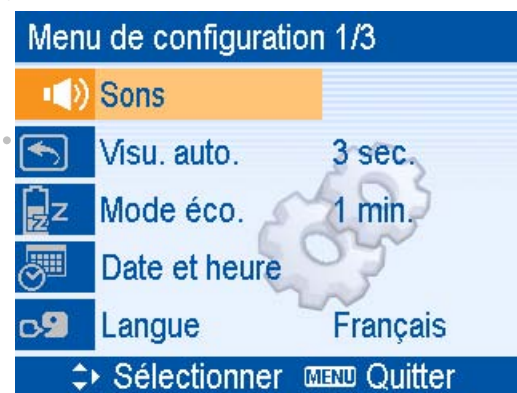 Menu de configuration 1/3
Sons
Visu. auto. 3 sec.
Mode éco. 1 min.
Date et heure
Langue Français
Sélectionner MENU Quitter